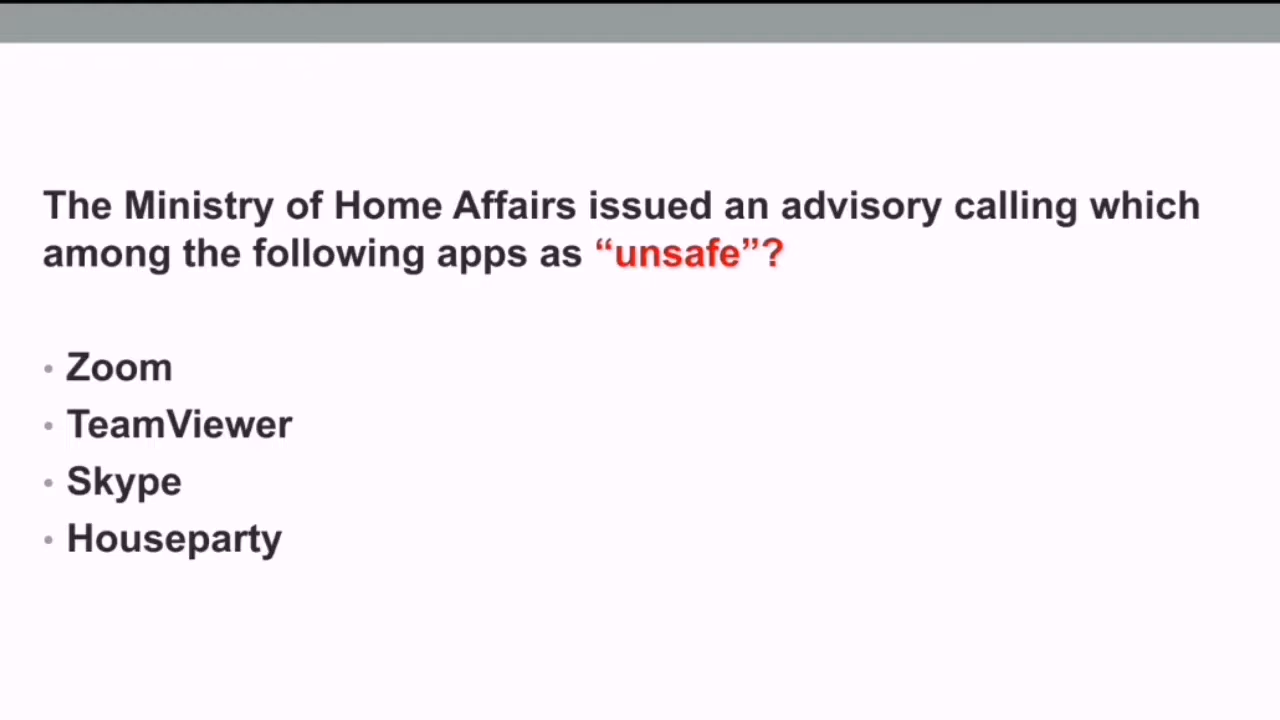 The Ministry of Home Affairs issued an advisory calling which
among the following apps as “unsafe”?
• Zoom
• TeamViewer
• Skype
• Houseparty